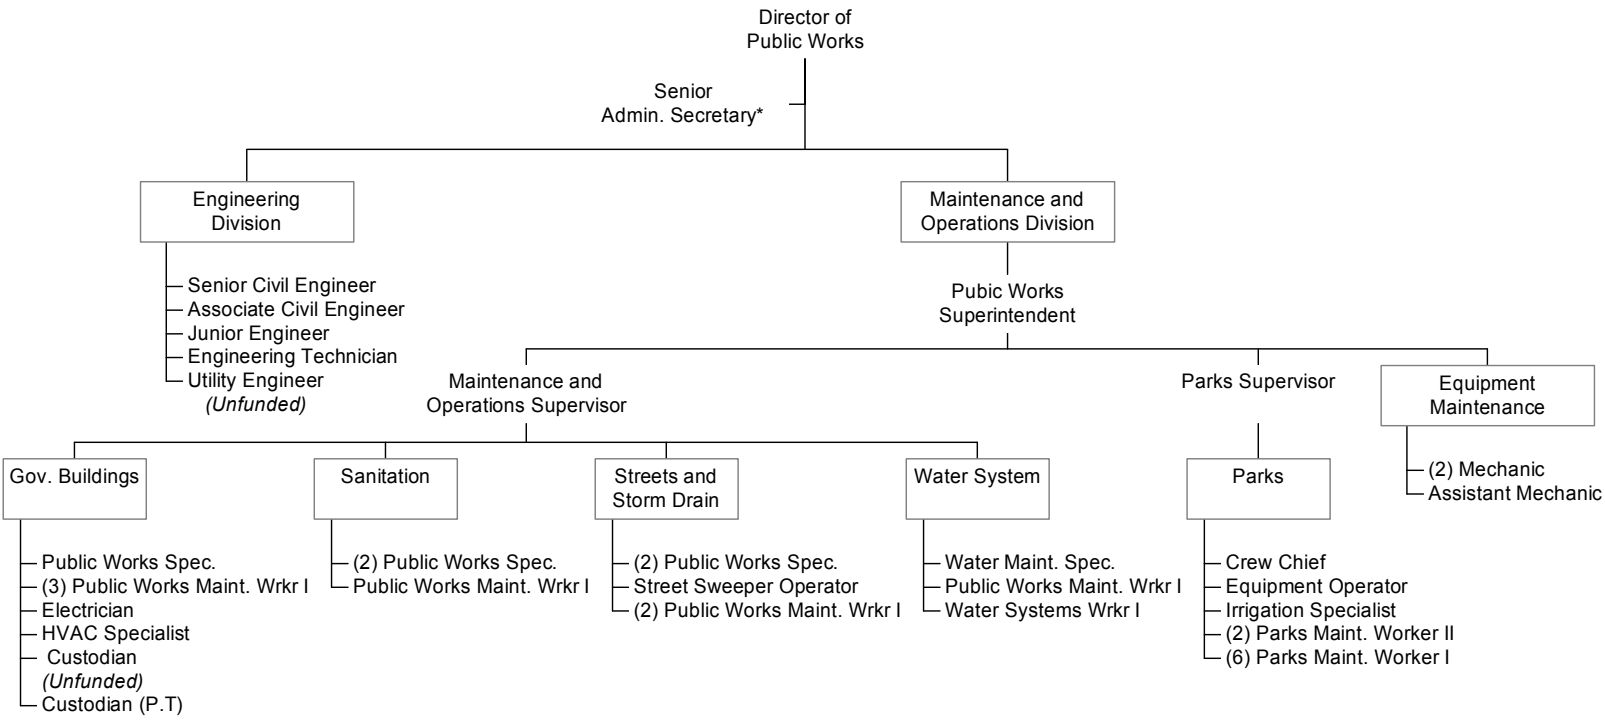 Director of
Public Works
Senior
Admin. Secretary*
Engineering
Division
Maintenance and
Operations Division
Senior Civil Engineer
Associate Civil Engineer
Junior Engineer
Engineering Technician
Utility Engineer
(Unfunded)
Pubic Works
Superintendent
Maintenance and
Operations Supervisor
Parks Supervisor
Equipment
Maintenance
(2) Mechanic
Assistant Mechanic
Gov. Buildings
Public Works Spec.
(3) Public Works Maint. Wrkr I
Electrician
HVAC Specialist
Custodian
(Unfunded)
Custodian (P.T)
Sanitation
(2) Public Works Spec.
Public Works Maint. Wrkr I
Streets and
Storm Drain
(2) Public Works Spec.
Street Sweeper Operator
(2) Public Works Maint. Wrkr I
Water System
Water Maint. Spec.
Public Works Maint. Wrkr I
Water Systems Wrkr I
Parks
Crew Chief
Equipment Operator
Irrigation Specialist
(2) Parks Maint. Worker II
(6) Parks Maint. Worker I